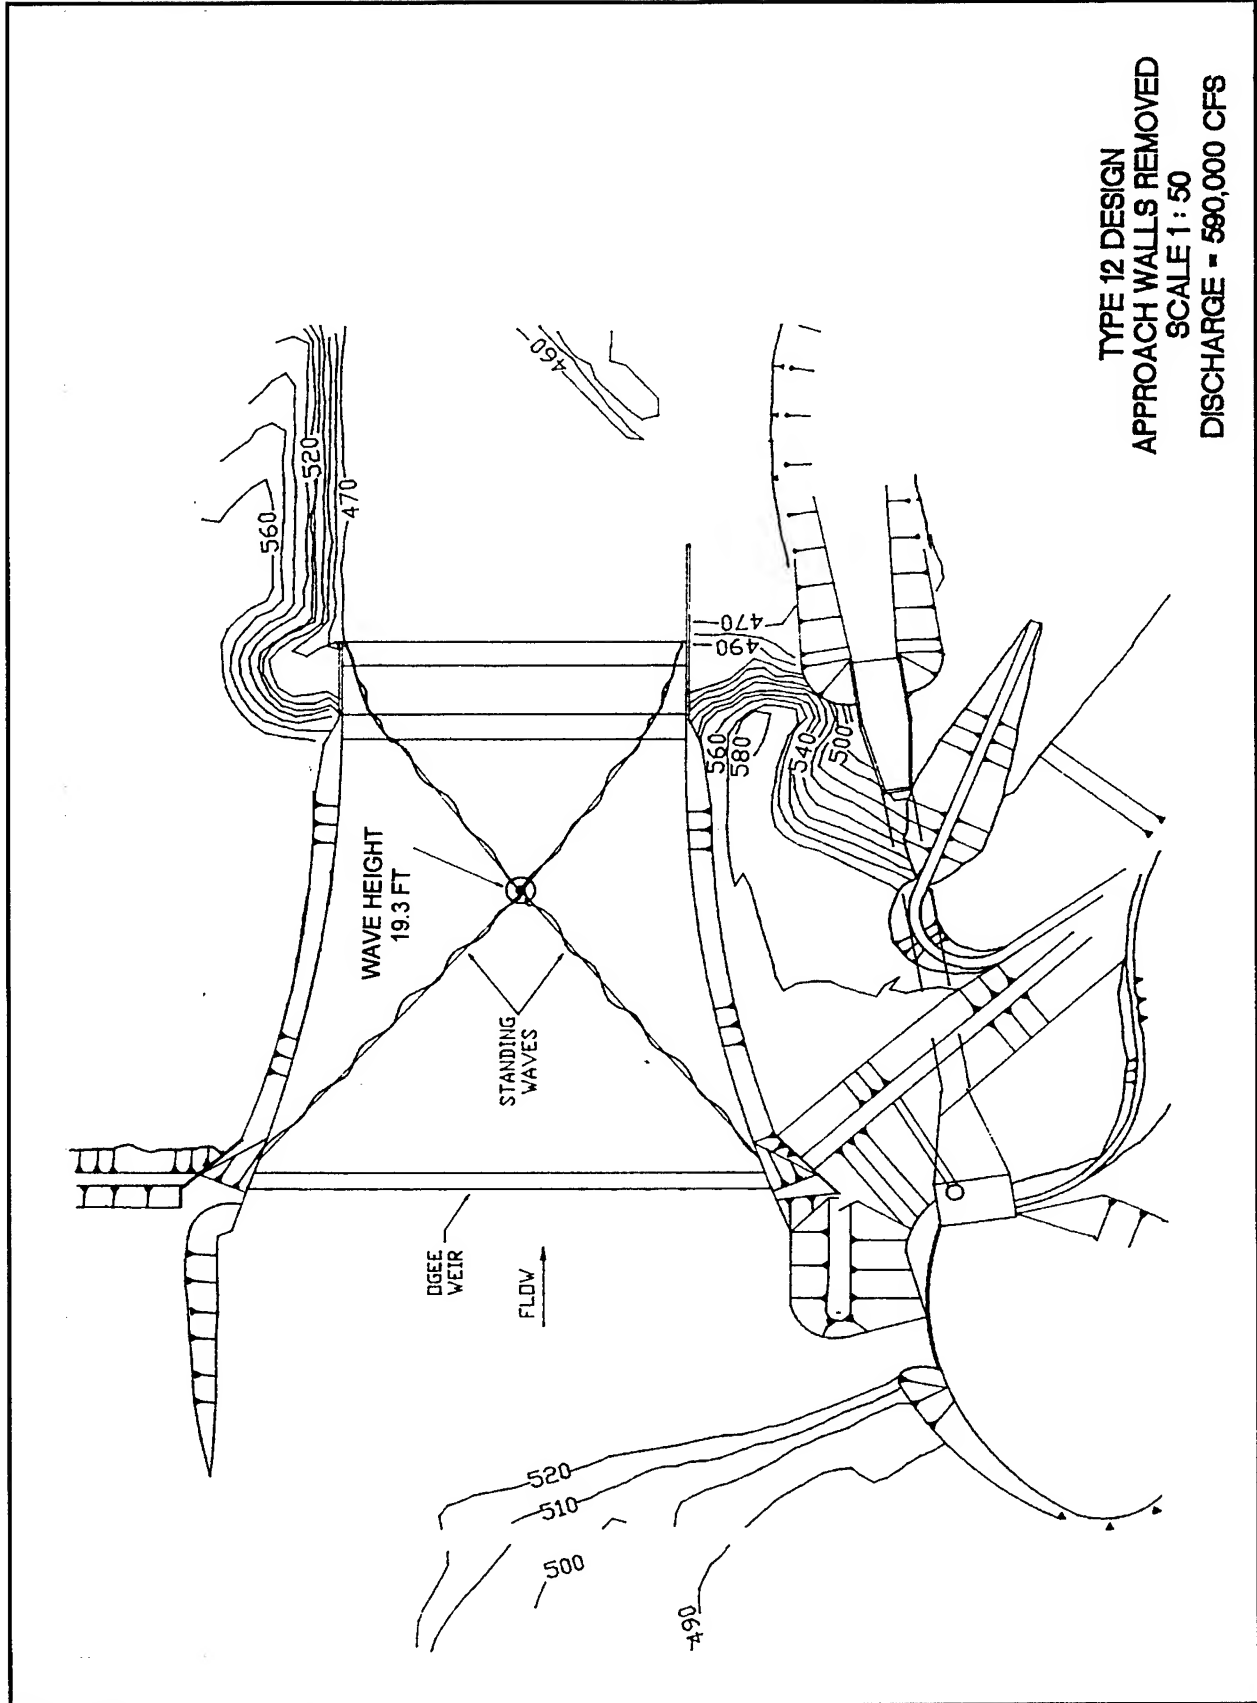 560
520
470
460
WAVE HEIGHT
19.3 FT
STANDING
WAVES
OGEE
WEIR
FLOW
470
490
560
580
540
500
520
510
500
490
TYPE 12 DESIGN
APPROACH WALLS REMOVED
SCALE 1 : 50
DISCHARGE = 590,000 CFS